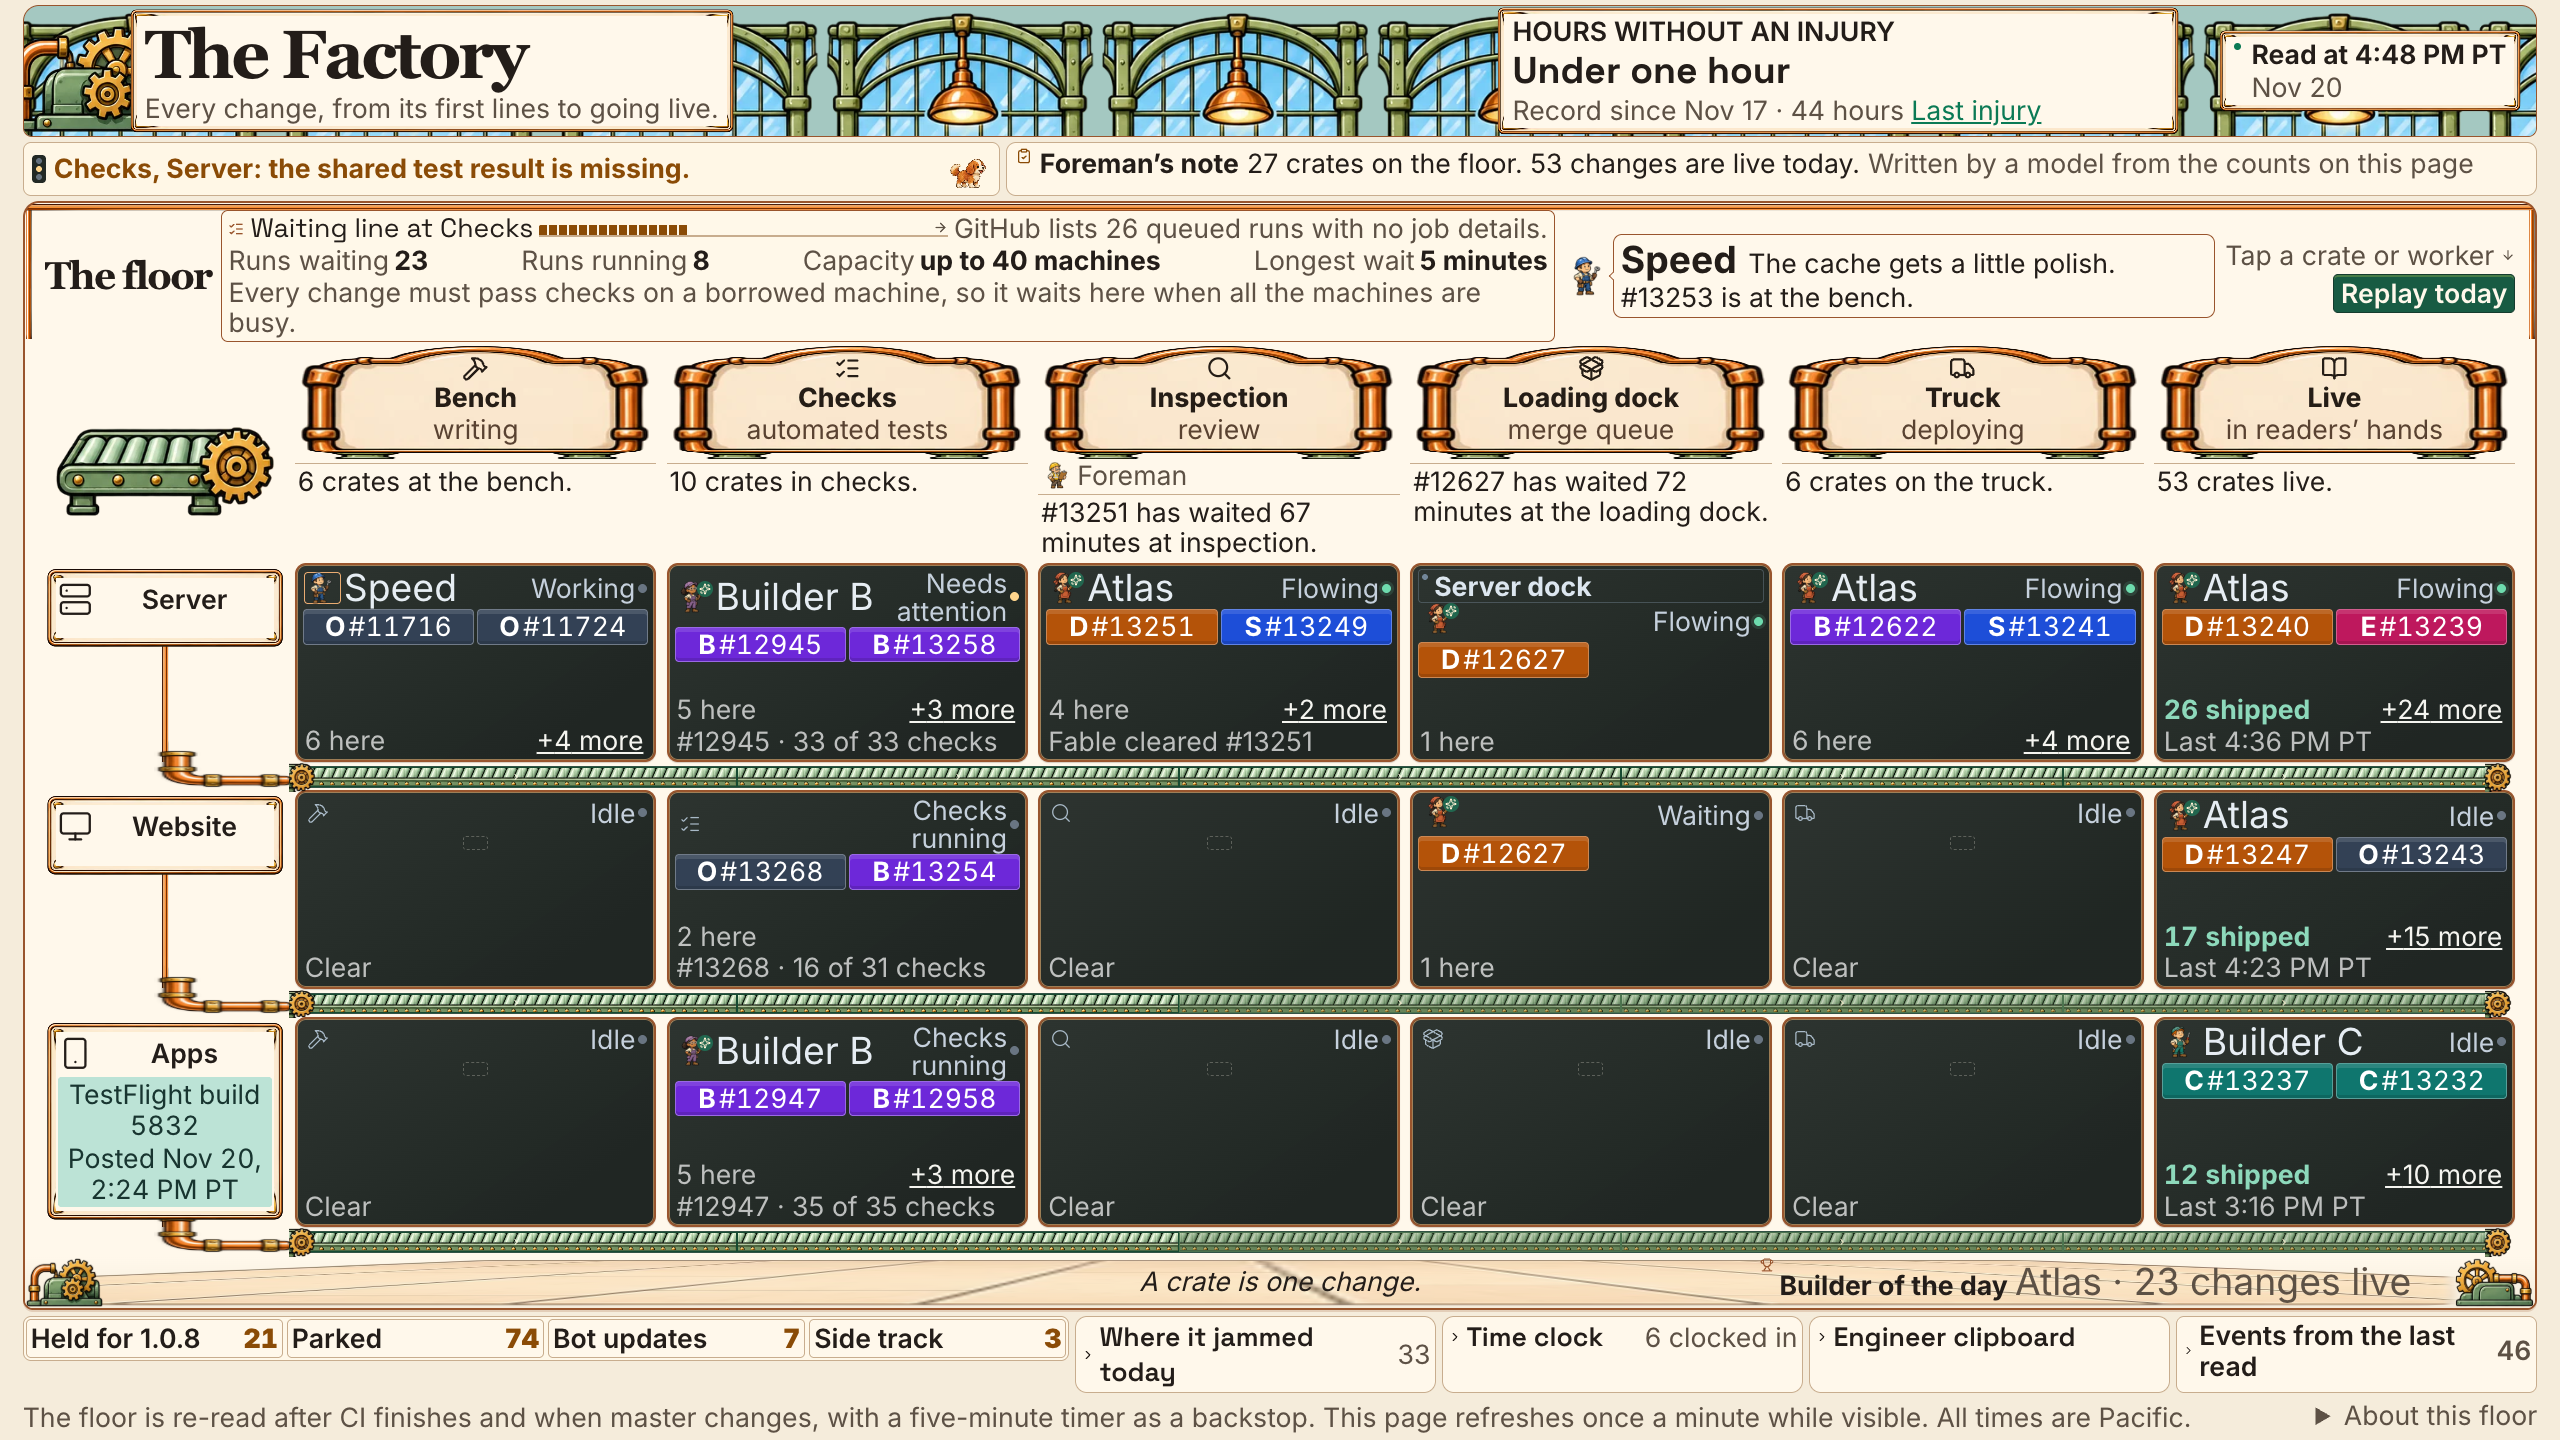 The Factory
Every change, from its first lines to going live.
HOURS WITHOUT AN INJURY
Under one hour
Record since Nov 17 · 44 hours Last injury
Read at 4:48 PM PT
Nov 20
Checks, Server: the shared test result is missing.
Foreman’s note 27 crates on the floor. 53 changes are live today. Written by a model from the counts on this page
The floor
Waiting line at Checks → GitHub lists 26 queued runs with no job details.
Runs waiting 23 Runs running 8 Capacity up to 40 machines Longest wait 5 minutes
Every change must pass checks on a borrowed machine, so it waits here when all the machines are
busy.
Speed The cache gets a little polish.
#13253 is at the bench.
Tap a crate or worker ↓
Replay today
Bench
writing
Checks
automated tests
Inspection
review
Loading dock
merge queue
Truck
deploying
Live
in readers’ hands
6 crates at the bench.
10 crates in checks.
Foreman
#13251 has waited 67
minutes at inspection.
#12627 has waited 72
minutes at the loading dock.
6 crates on the truck.
53 crates live.
Server
Speed Working
O#11716 O#11724
6 here +4 more
Builder B Needs
attention
B#12945 B#13258
5 here +3 more
#12945 · 33 of 33 checks
Atlas Flowing
D#13251 S#13249
4 here +2 more
Fable cleared #13251
Server dock
Flowing
D#12627
1 here
Atlas Flowing
B#12622 S#13241
6 here +4 more
Atlas Flowing
D#13240 E#13239
26 shipped +24 more
Last 4:36 PM PT
Website
Idle
Clear
Checks
running
O#13268 B#13254
2 here
#13268 · 16 of 31 checks
Idle
Clear
Waiting
D#12627
1 here
Idle
Clear
Atlas Idle
D#13247 O#13243
17 shipped +15 more
Last 4:23 PM PT
Apps
TestFlight build
5832
Posted Nov 20,
2:24 PM PT
Idle
Clear
Builder B Checks
running
B#12947 B#12958
5 here +3 more
#12947 · 35 of 35 checks
Idle
Clear
Idle
Clear
Idle
Clear
Builder C Idle
C#13237 C#13232
12 shipped +10 more
Last 3:16 PM PT
A crate is one change.
Builder of the day Atlas · 23 changes live
Held for 1.0.8 21
Parked 74
Bot updates 7
Side track 3
Where it jammed
today 33
Time clock 6 clocked in
Engineer clipboard
Events from the last
read 46
The floor is re-read after CI finishes and when master changes, with a five-minute timer as a backstop. This page refreshes once a minute while visible. All times are Pacific.
▶ About this floor